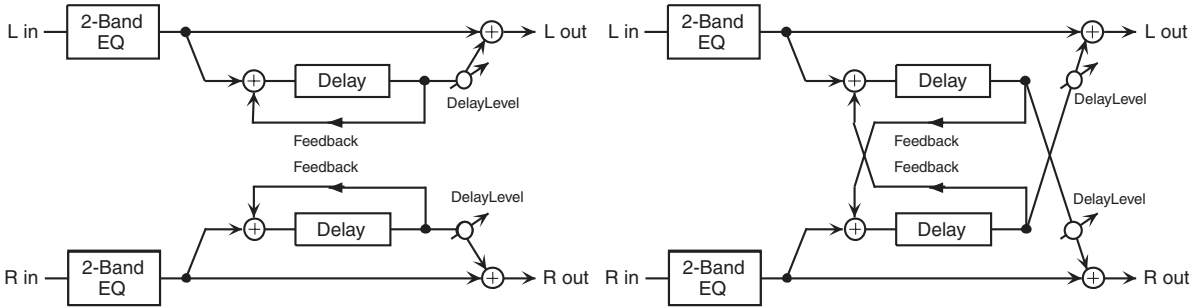 L in
2-Band
EQ
L out
Delay
DelayLevel
Feedback
Feedback
DelayLevel
Delay
R in
2-Band
EQ
R out
L in
2-Band
EQ
L out
Delay
DelayLevel
Feedback
Feedback
DelayLevel
Delay
R in
2-Band
EQ
R out